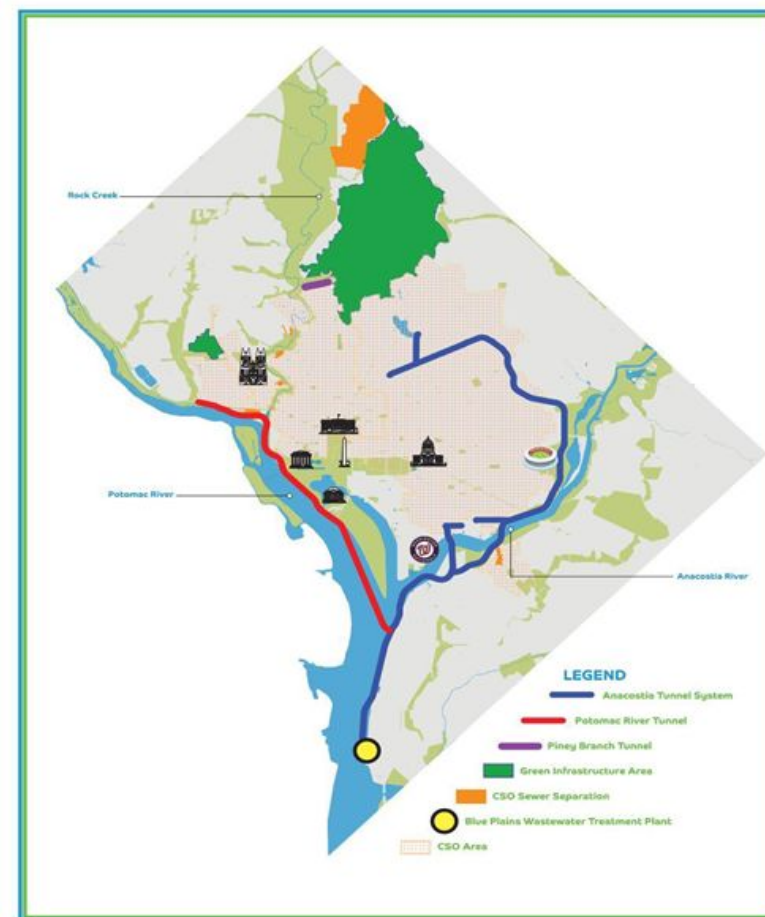 Rock Creek
Potomac River
Anacostia River
LEGEND
Anacostia Tunnel System
Potomac River Tunnel
Piney Branch Tunnel
Green Infrastructure Area
CSO Sewer Separation
Blue Plains Wastewater Treatment Plant
CSO Area